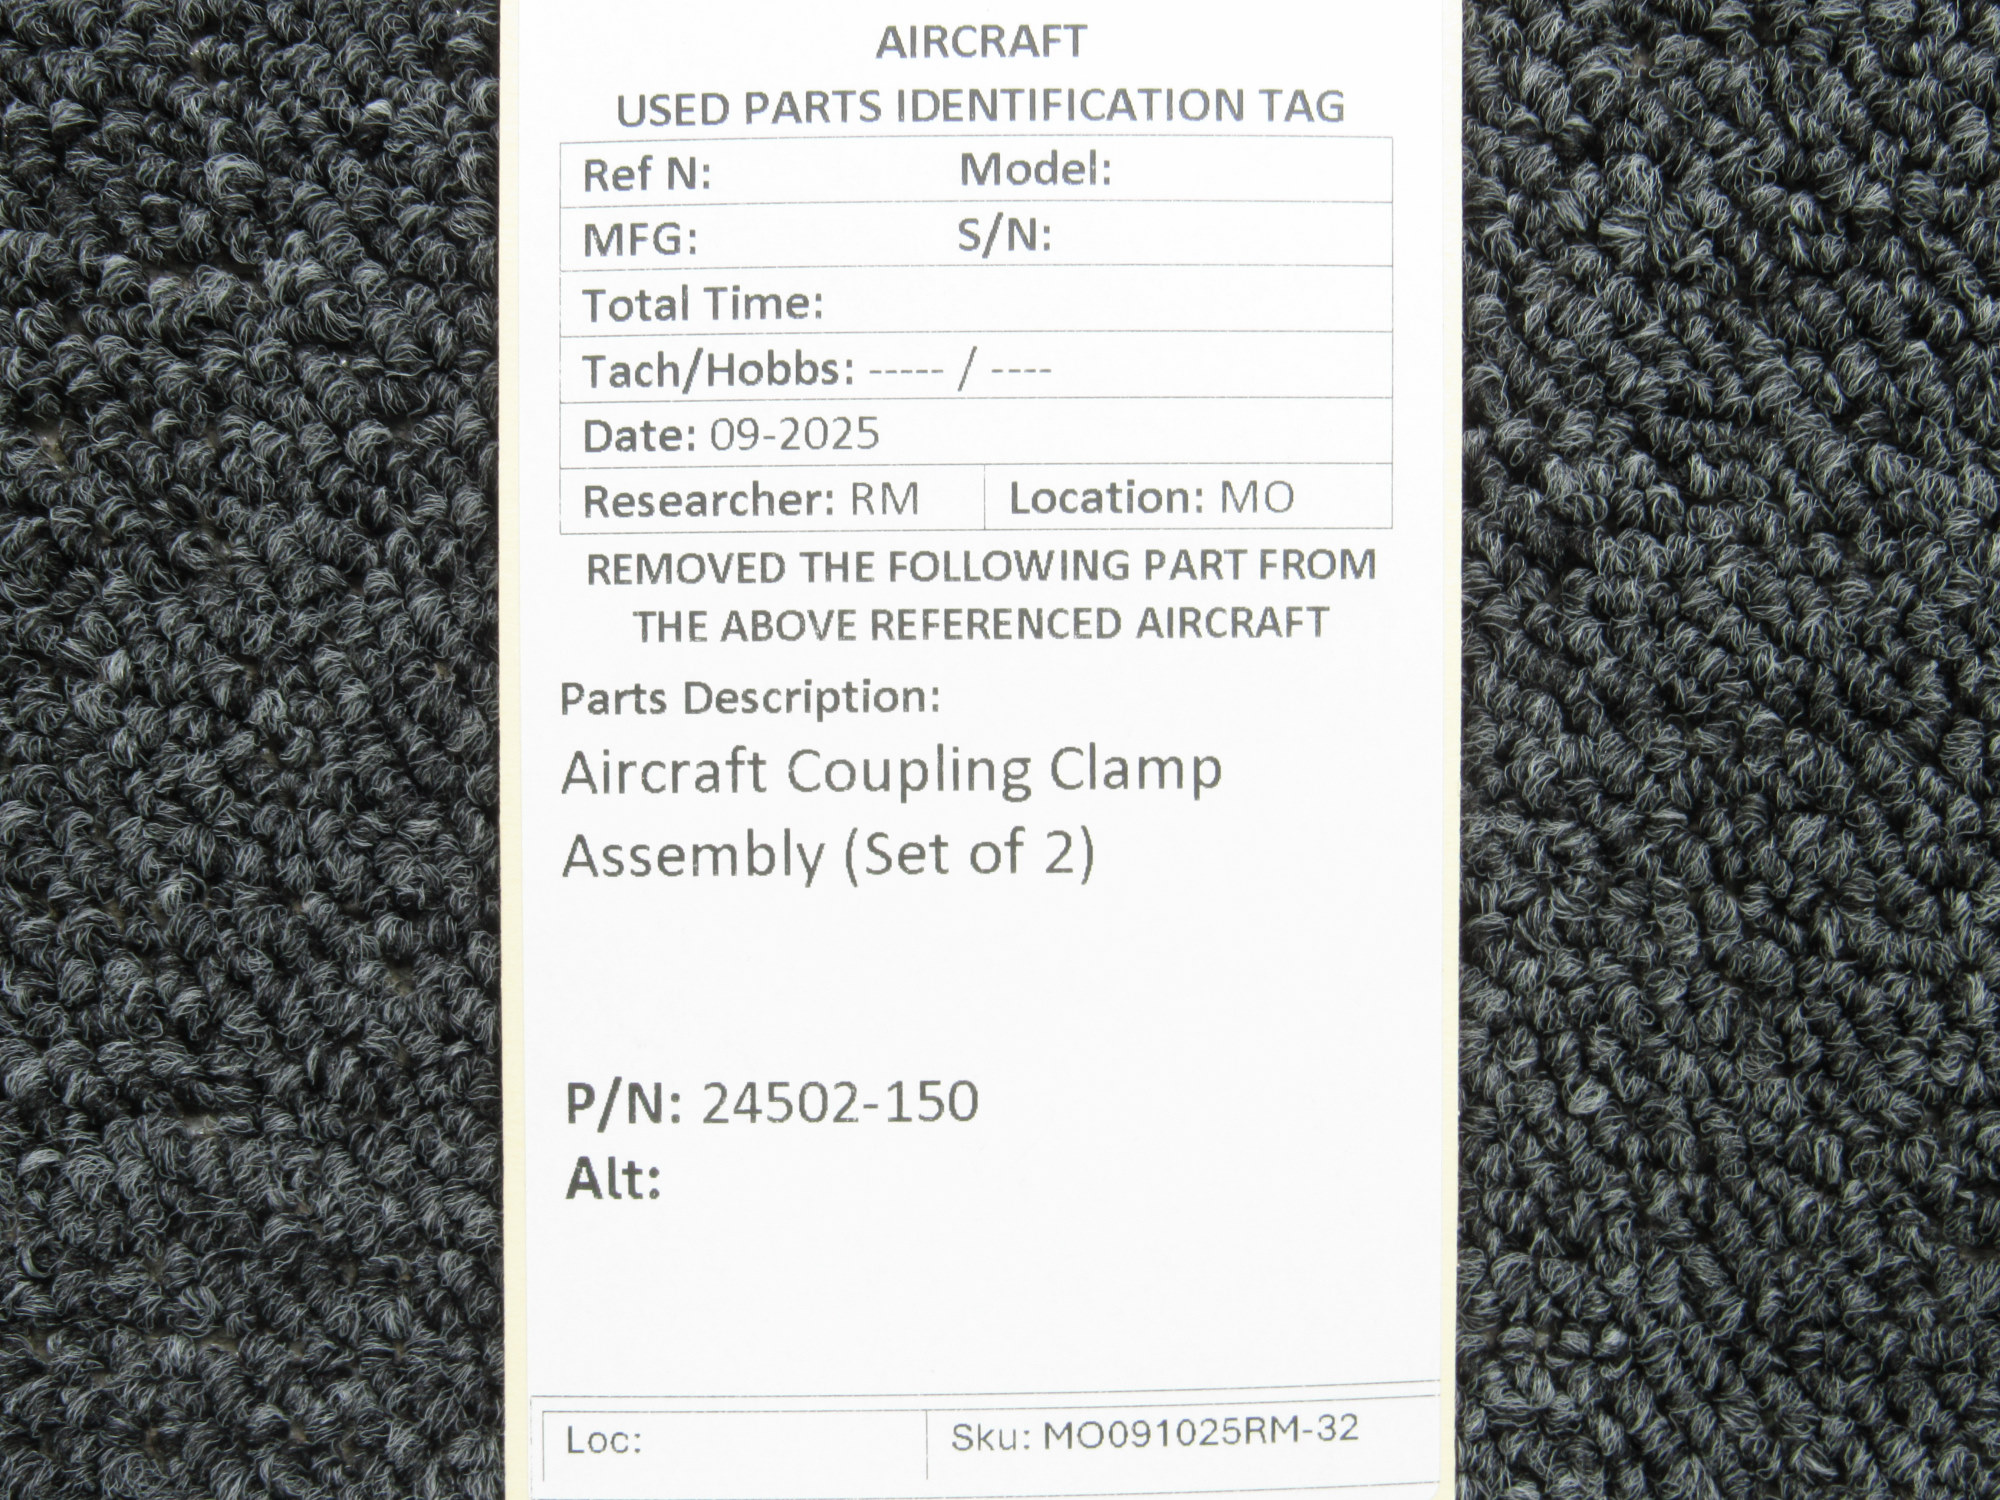 AIRCRAFT
USED PARTS IDENTIFICATION TAG
Ref N: Model:
MFG: S/N:
Total Time:
Tach/Hobbs: ----- / ----
Date: 09-2025
Researcher: RM Location: MO
REMOVED THE FOLLOWING PART FROM
THE ABOVE REFERENCED AIRCRAFT
Parts Description:
Aircraft Coupling Clamp
Assembly (Set of 2)
P/N: 24502-150
Alt:
Loc: Sku: MO091025RM-32